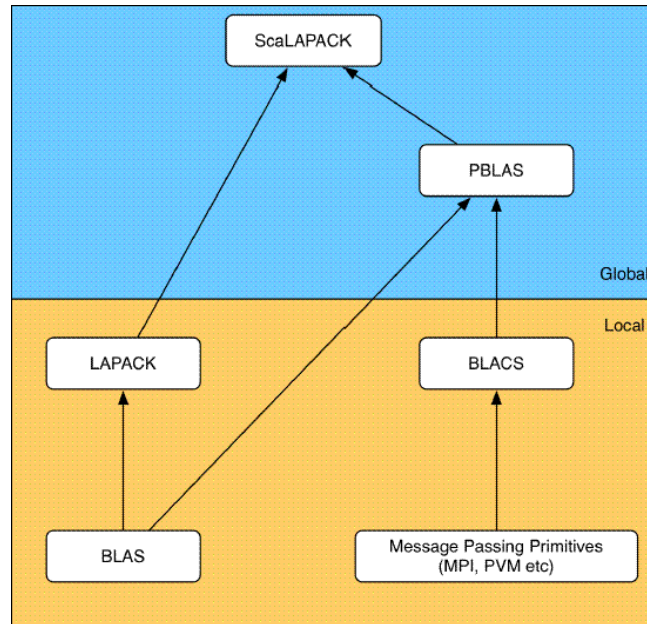 ScaLAPACK
PBLAS
Global
Local
LAPACK
BLACS
BLAS
Message Passing Primitives
(MPI, PVM etc)